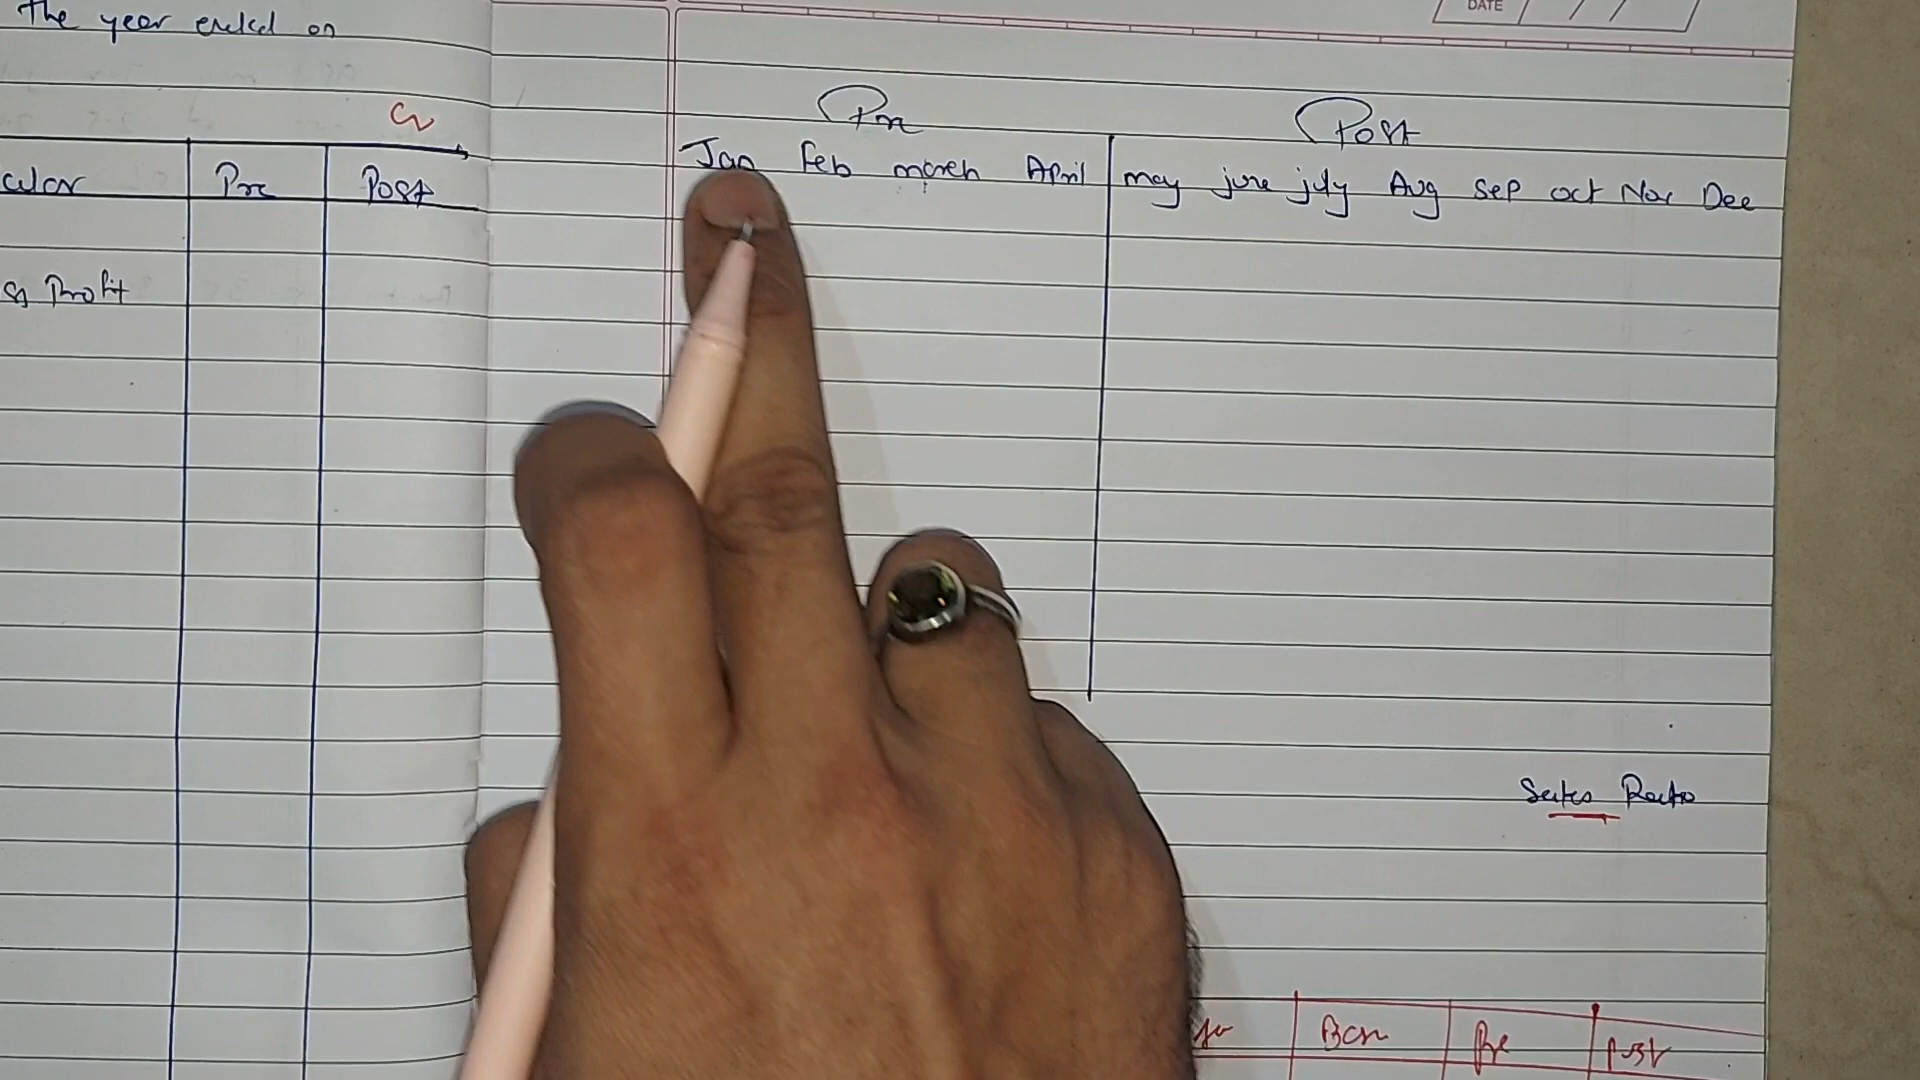 The year ended on
Cr
Pre Post
Profit
DATE / /
Pre Post
Jan Feb march April may june july Aug Sep oct Nov Dec
Sales Ratio
Pre post